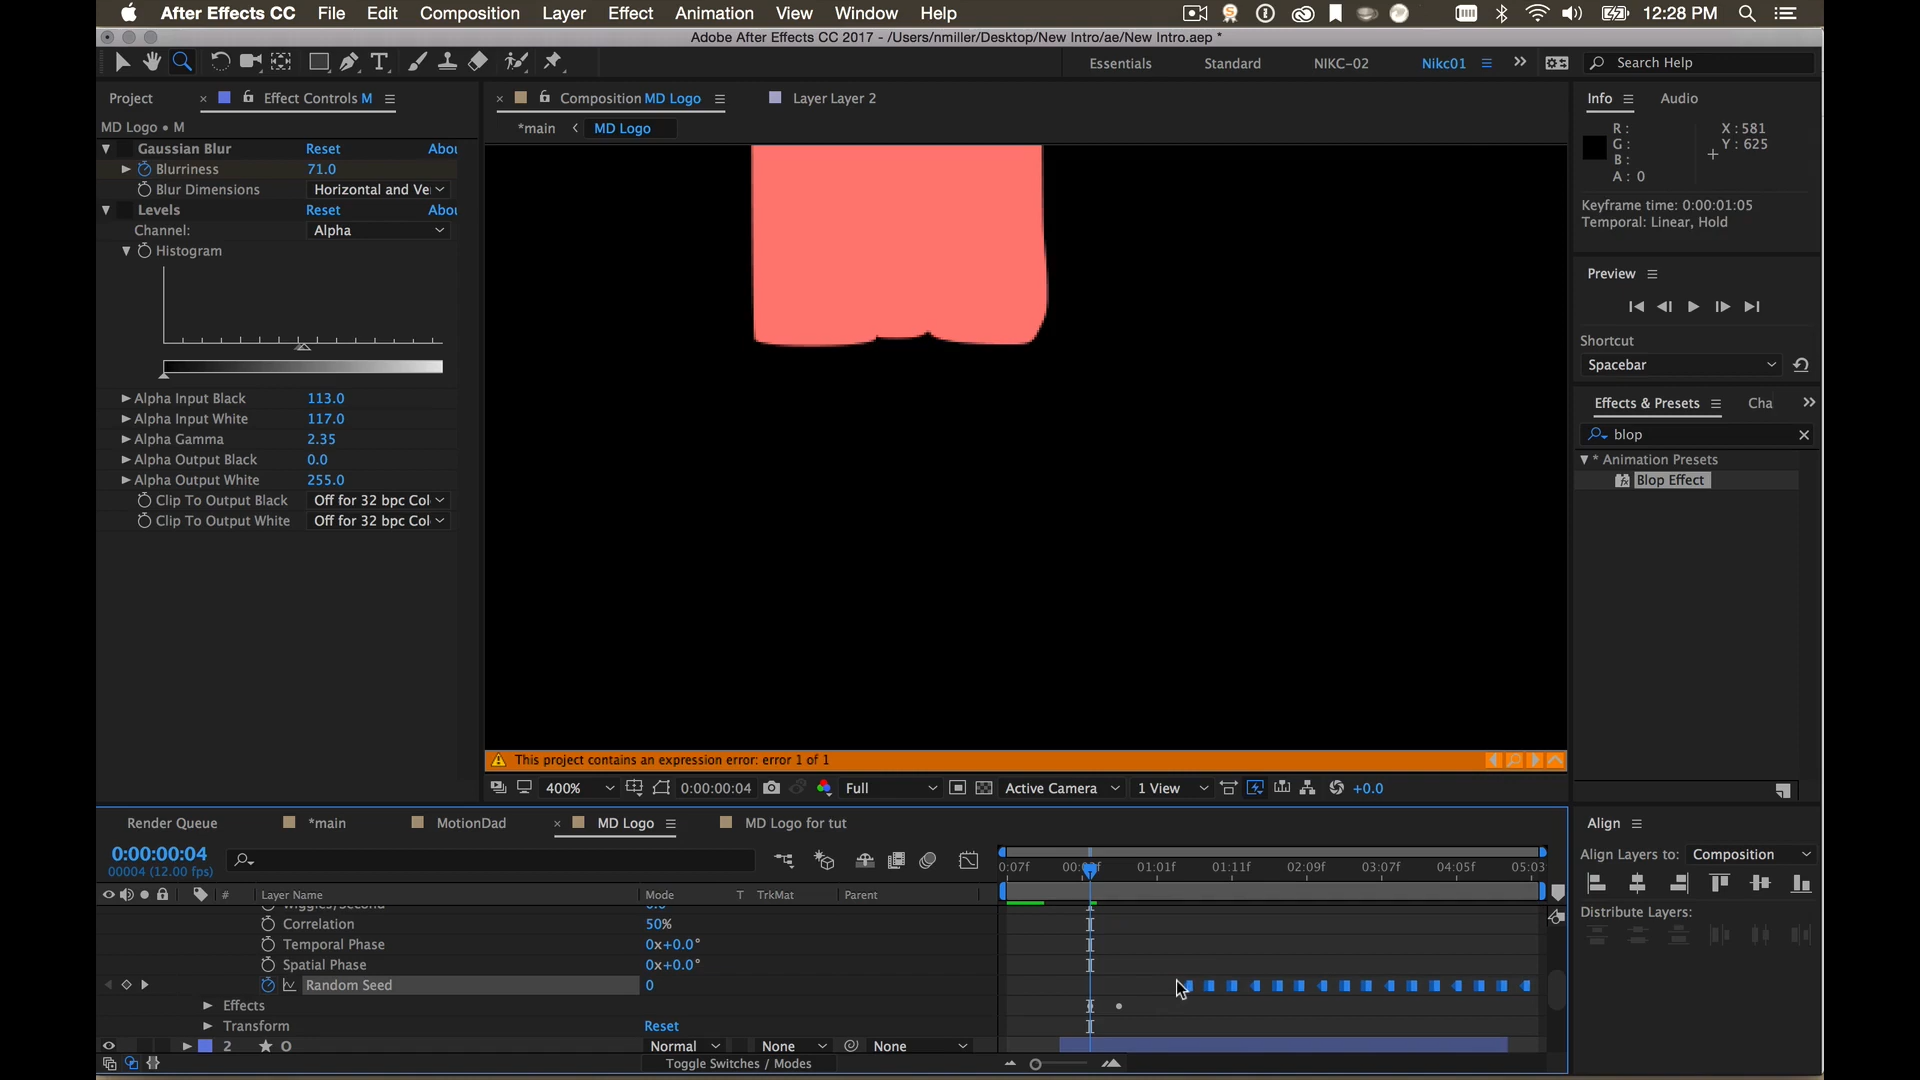 After Effects CC File Edit Composition Layer Effect Animation View Window Help 12:28 PM
Adobe After Effects CC 2017 - /Users/nmiller/Desktop/New Intro/ae/New Intro.aep *
Essentials Standard NIKC-02 Nikc01 Search Help
Project Effect Controls M Composition MD Logo Layer Layer 2 Info Audio
MD Logo • M *main MD Logo
Gaussian Blur Reset Abou
Blurriness 71.0
Blur Dimensions Horizontal and Ve
Levels Reset Abou
Channel: Alpha
Histogram
Alpha Input Black 113.0
Alpha Input White 117.0
Alpha Gamma 2.35
Alpha Output Black 0.0
Alpha Output White 255.0
Clip To Output Black Off for 32 bpc Col
Clip To Output White Off for 32 bpc Col
R: X : 581
G: Y : 625
B:
A: 0
Keyframe time: 0:00:01:05
Temporal: Linear, Hold
Preview
Shortcut
Spacebar
Effects & Presets Cha
blop
* Animation Presets
Blop Effect
This project contains an expression error: error 1 of 1
400% 0:00:00:04 Full Active Camera 1 View +0.0
Render Queue *main MotionDad MD Logo MD Logo for tut
0:00:00:04
00004 (12.00 fps)
0:07f 01:01f 01:11f 02:09f 03:07f 04:05f 05:03
# Layer Name Mode T TrkMat Parent
Wiggles/Second 0.0
Correlation 50%
Temporal Phase 0x+0.0°
Spatial Phase 0x+0.0°
Random Seed 0
Effects
Transform Reset
2 O Normal None None
Toggle Switches / Modes
Align
Align Layers to: Composition
Distribute Layers: